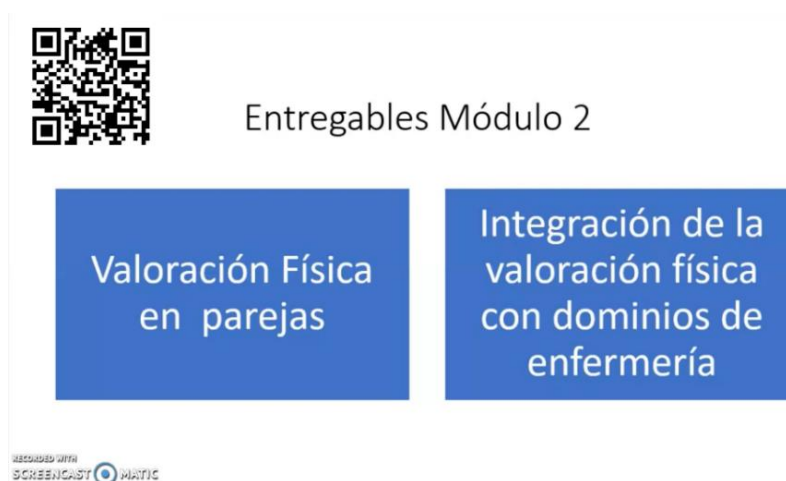 Entregables Módulo 2
Valoración Física
en parejas
Integración de la
valoración física
con dominios de
enfermería
RECORDED WITH
SCREENCAST MATIC